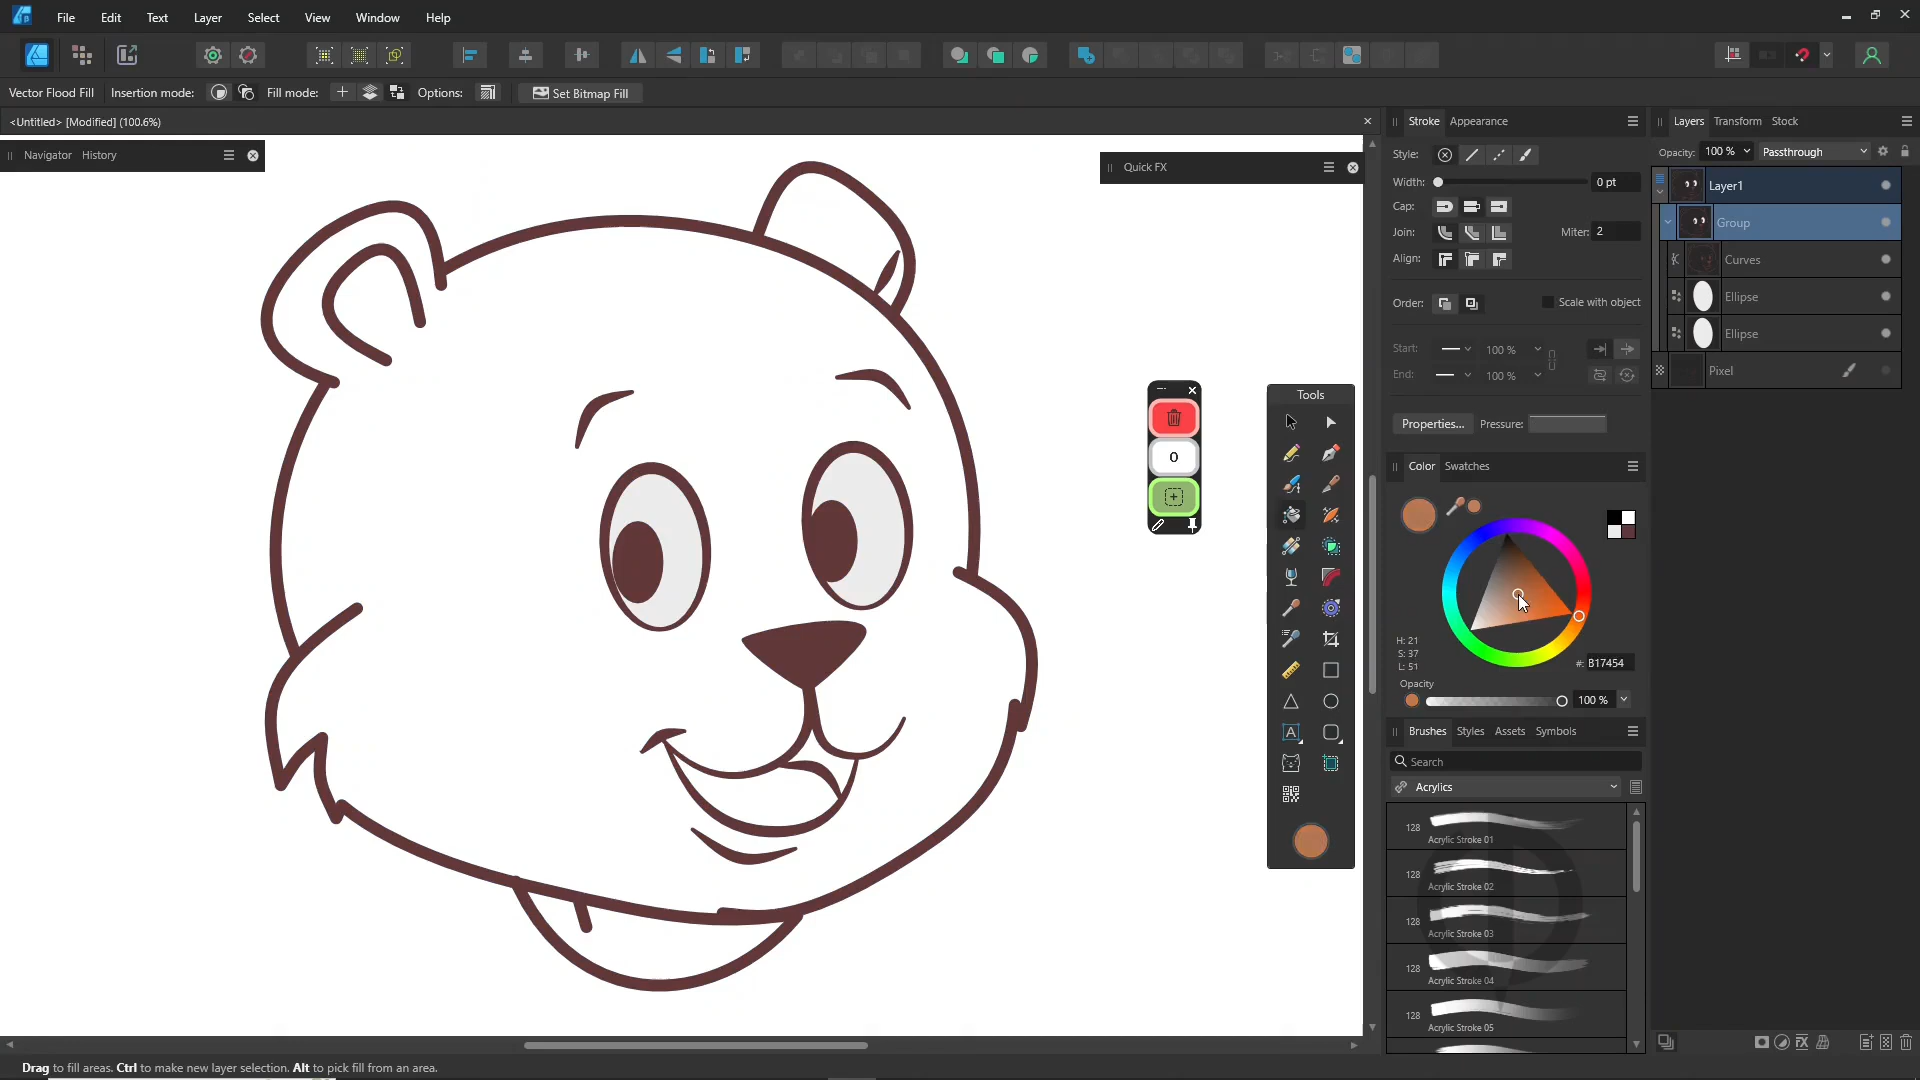 File Edit Text Layer Select View Window Help
Vector Flood Fill Insertion mode: Fill mode: Options: Set Bitmap Fill
<Untitled> [Modified] (100.6%)
Navigator History
Quick FX
0
Tools
Stroke Appearance
Style:
Width: 0 pt
Cap:
Join: Miter: 2
Align:
Order: Scale with object
Start: 100 %
End: 100 %
Properties... Pressure:
Color Swatches
H: 21
S: 37
L: 51
#: B17454
Opacity
100 %
Brushes Styles Assets Symbols
Search
Acrylics
128 Acrylic Stroke 01
128 Acrylic Stroke 02
128 Acrylic Stroke 03
128 Acrylic Stroke 04
128 Acrylic Stroke 05
Layers Transform Stock
Opacity: 100 % Passthrough
Layer1
Group
Curves
Ellipse
Ellipse
Pixel
Drag to fill areas. Ctrl to make new layer selection. Alt to pick fill from an area.